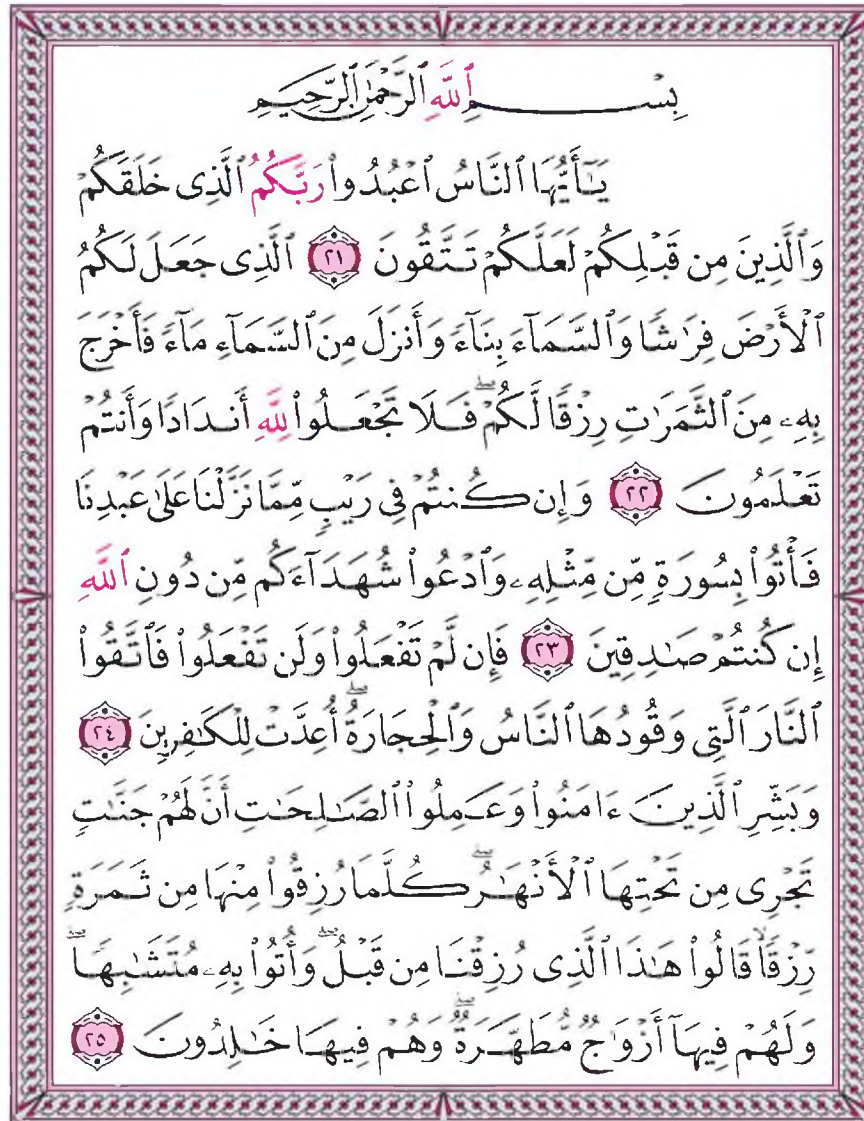 بِسْمِ ٱللَّهِ ٱلرَّحْمَٰنِ ٱلرَّحِيمِ
يَٰٓأَيُّهَا ٱلنَّاسُ ٱعْبُدُوا۟ رَبَّكُمُ ٱلَّذِى خَلَقَكُمْ
وَٱلَّذِينَ مِن قَبْلِكُمْ لَعَلَّكُمْ تَتَّقُونَ ٢١ ٱلَّذِى جَعَلَ لَكُمُ
ٱلْأَرْضَ فِرَٰشًا وَٱلسَّمَآءَ بِنَآءً وَأَنزَلَ مِنَ ٱلسَّمَآءِ مَآءً فَأَخْرَجَ
بِهِۦ مِنَ ٱلثَّمَرَٰتِ رِزْقًا لَّكُمْ ۖ فَلَا تَجْعَلُوا۟ لِلَّهِ أَندَادًا وَأَنتُمْ
تَعْلَمُونَ ٢٢ وَإِن كُنتُمْ فِى رَيْبٍ مِّمَّا نَزَّلْنَا عَلَىٰ عَبْدِنَا
فَأْتُوا۟ بِسُورَةٍ مِّن مِّثْلِهِۦ وَٱدْعُوا۟ شُهَدَآءَكُم مِّن دُونِ ٱللَّهِ
إِن كُنتُمْ صَٰدِقِينَ ٢٣ فَإِن لَّمْ تَفْعَلُوا۟ وَلَن تَفْعَلُوا۟ فَٱتَّقُوا۟
ٱلنَّارَ ٱلَّتِى وَقُودُهَا ٱلنَّاسُ وَٱلْحِجَارَةُ ۖ أُعِدَّتْ لِلْكَٰفِرِينَ ٢٤
وَبَشِّرِ ٱلَّذِينَ ءَامَنُوا۟ وَعَمِلُوا۟ ٱلصَّٰلِحَٰتِ أَنَّ لَهُمْ جَنَّٰتٍ
تَجْرِى مِن تَحْتِهَا ٱلْأَنْهَٰرُ ۖ كُلَّمَا رُزِقُوا۟ مِنْهَا مِن ثَمَرَةٍ
رِّزْقًا ۙ قَالُوا۟ هَٰذَا ٱلَّذِى رُزِقْنَا مِن قَبْلُ ۖ وَأُتُوا۟ بِهِۦ مُتَشَٰبِهًا ۖ
وَلَهُمْ فِيهَآ أَزْوَٰجٌ مُّطَهَّرَةٌ ۖ وَهُمْ فِيهَا خَٰلِدُونَ ٢٥